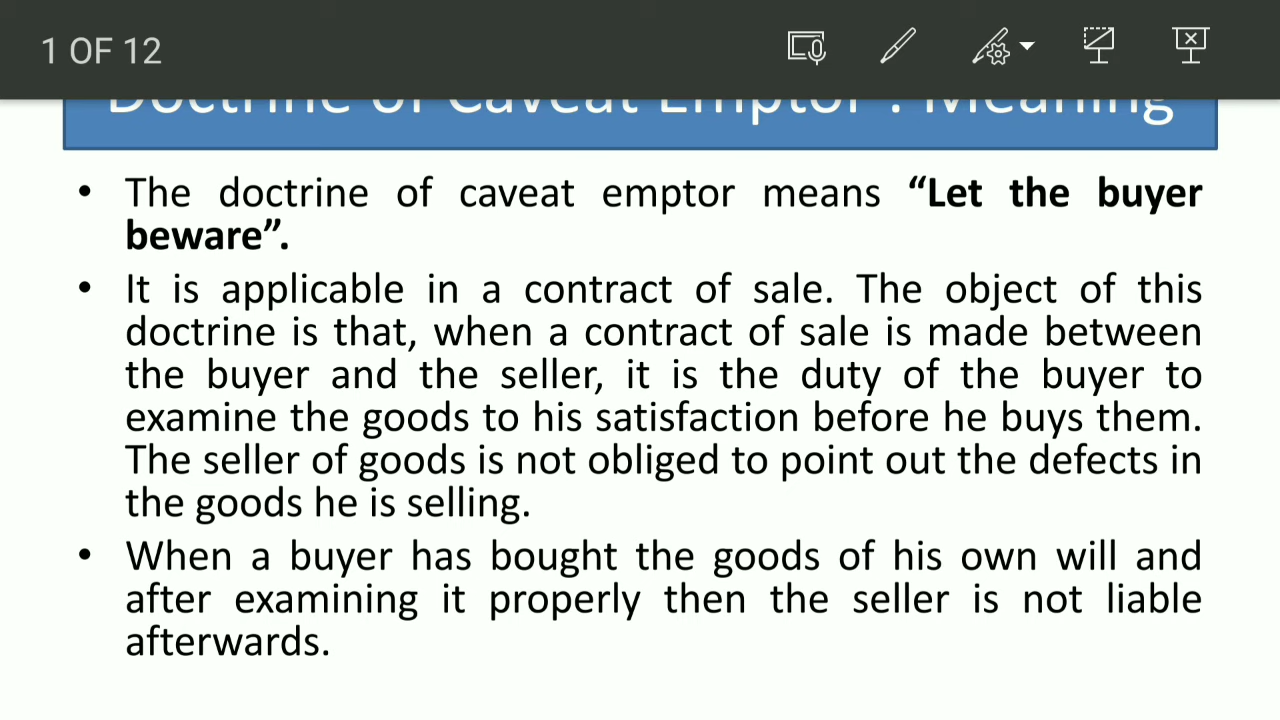 1 OF 12
Doctrine of Caveat Emptor : Meaning
• The doctrine of caveat emptor means “Let the buyer
beware”.
• It is applicable in a contract of sale. The object of this
doctrine is that, when a contract of sale is made between
the buyer and the seller, it is the duty of the buyer to
examine the goods to his satisfaction before he buys them.
The seller of goods is not obliged to point out the defects in
the goods he is selling.
• When a buyer has bought the goods of his own will and
after examining it properly then the seller is not liable
afterwards.